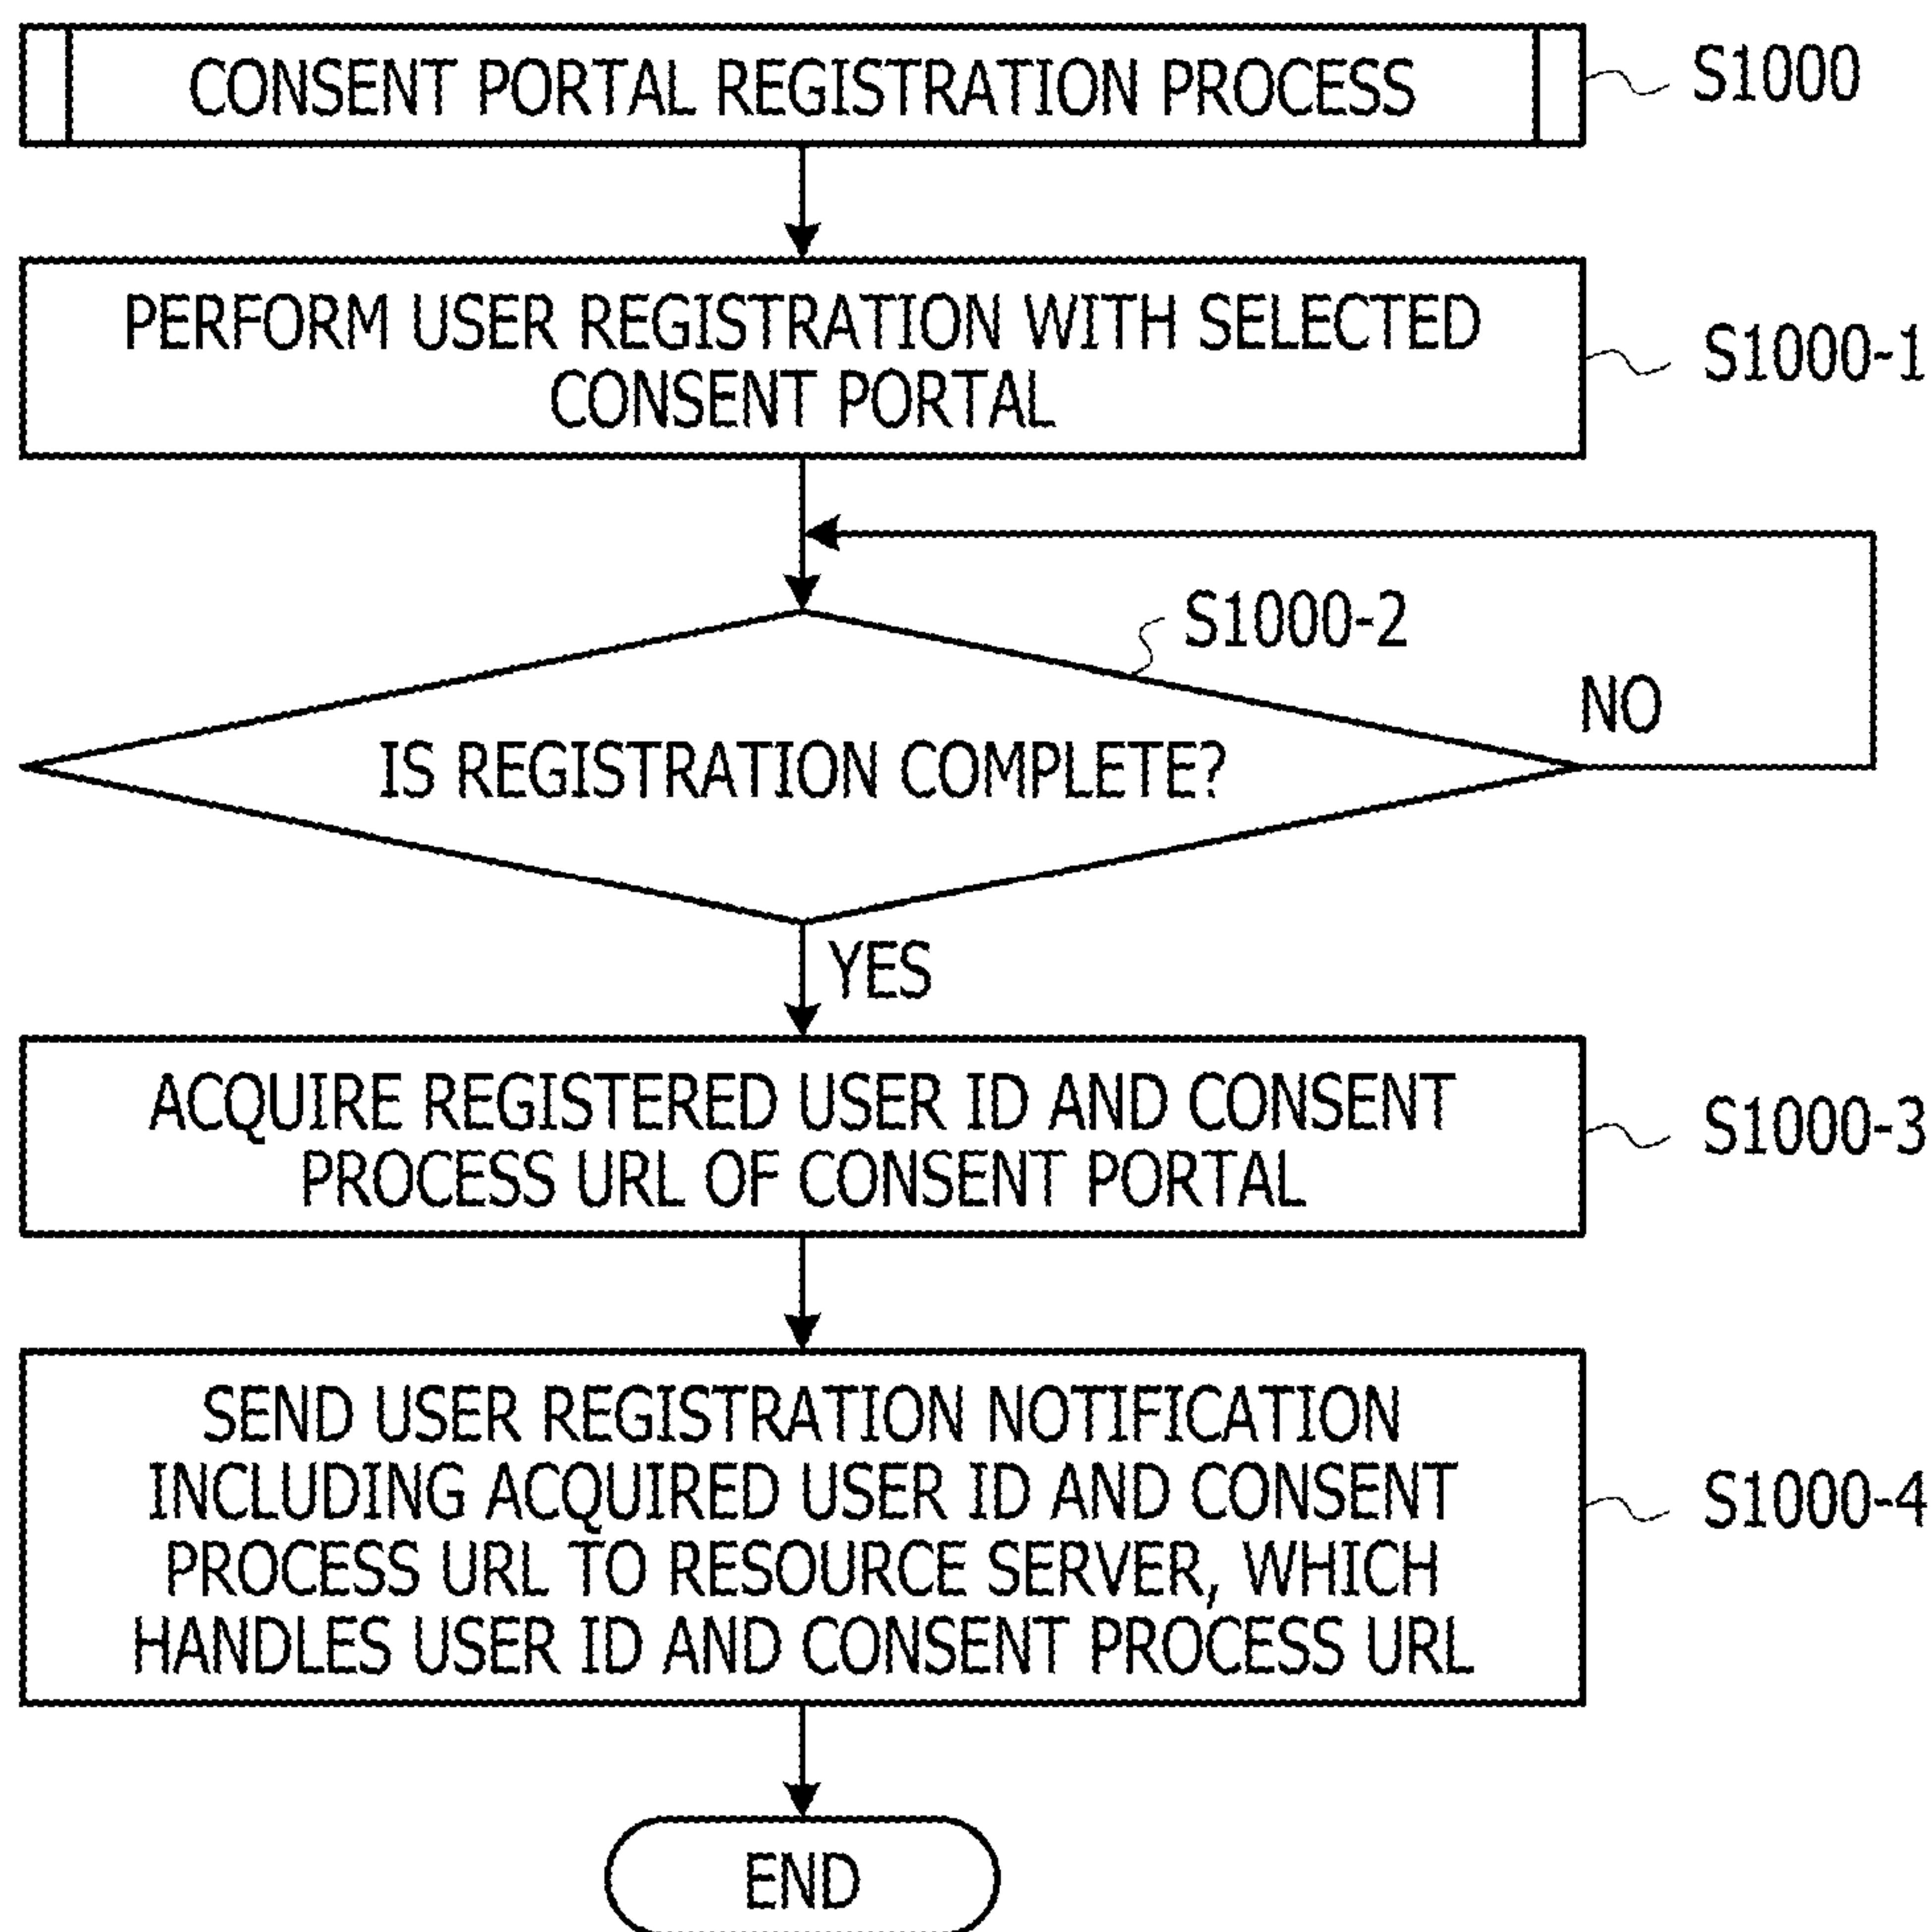 CONSENT PORTAL REGISTRATION PROCESS
S1000
PERFORM USER REGISTRATION WITH SELECTED
CONSENT PORTAL
S1000-1
S1000-2
NO
IS REGISTRATION COMPLETE?
YES
ACQUIRE REGISTERED USER ID AND CONSENT
PROCESS URL OF CONSENT PORTAL
S1000-3
SEND USER REGISTRATION NOTIFICATION
INCLUDING ACQUIRED USER ID AND CONSENT
PROCESS URL TO RESOURCE SERVER, WHICH
HANDLES USER ID AND CONSENT PROCESS URL
S1000-4
END